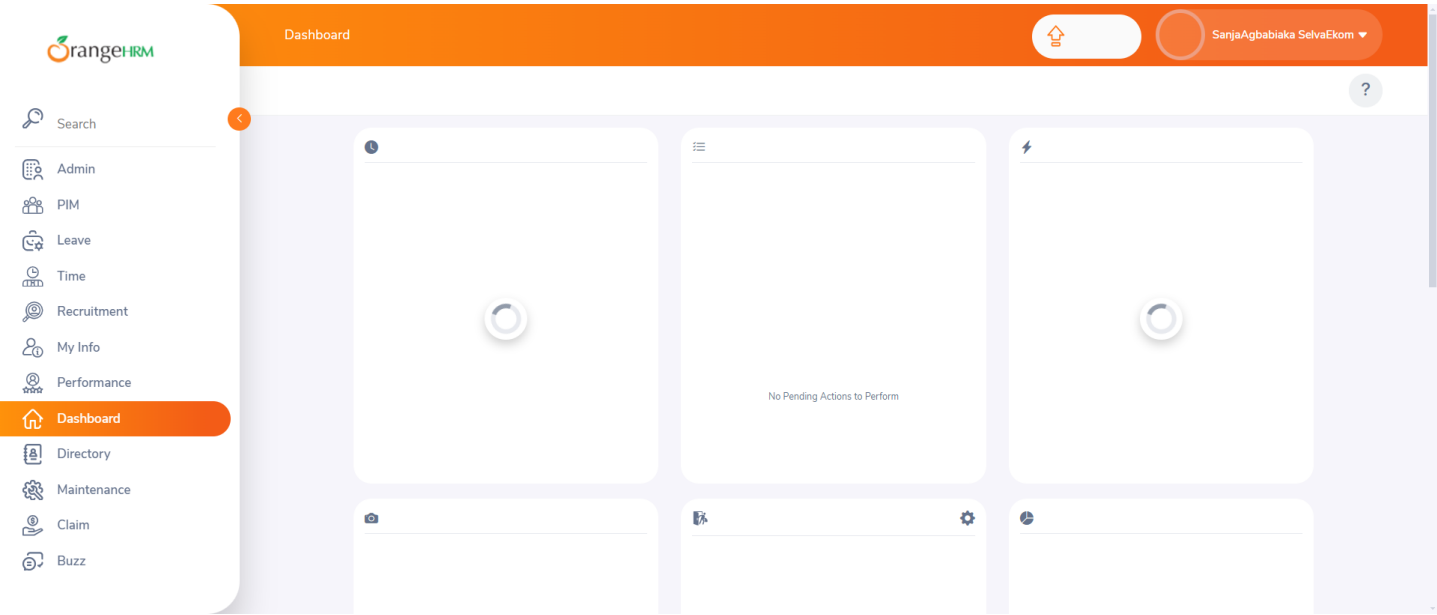 OrangeHRM
Dashboard
SanjaAgbabiaka SelvaEkom
?
Search
Admin
PIM
Leave
Time
Recruitment
My Info
Performance
Dashboard
Directory
Maintenance
Claim
Buzz
No Pending Actions to Perform